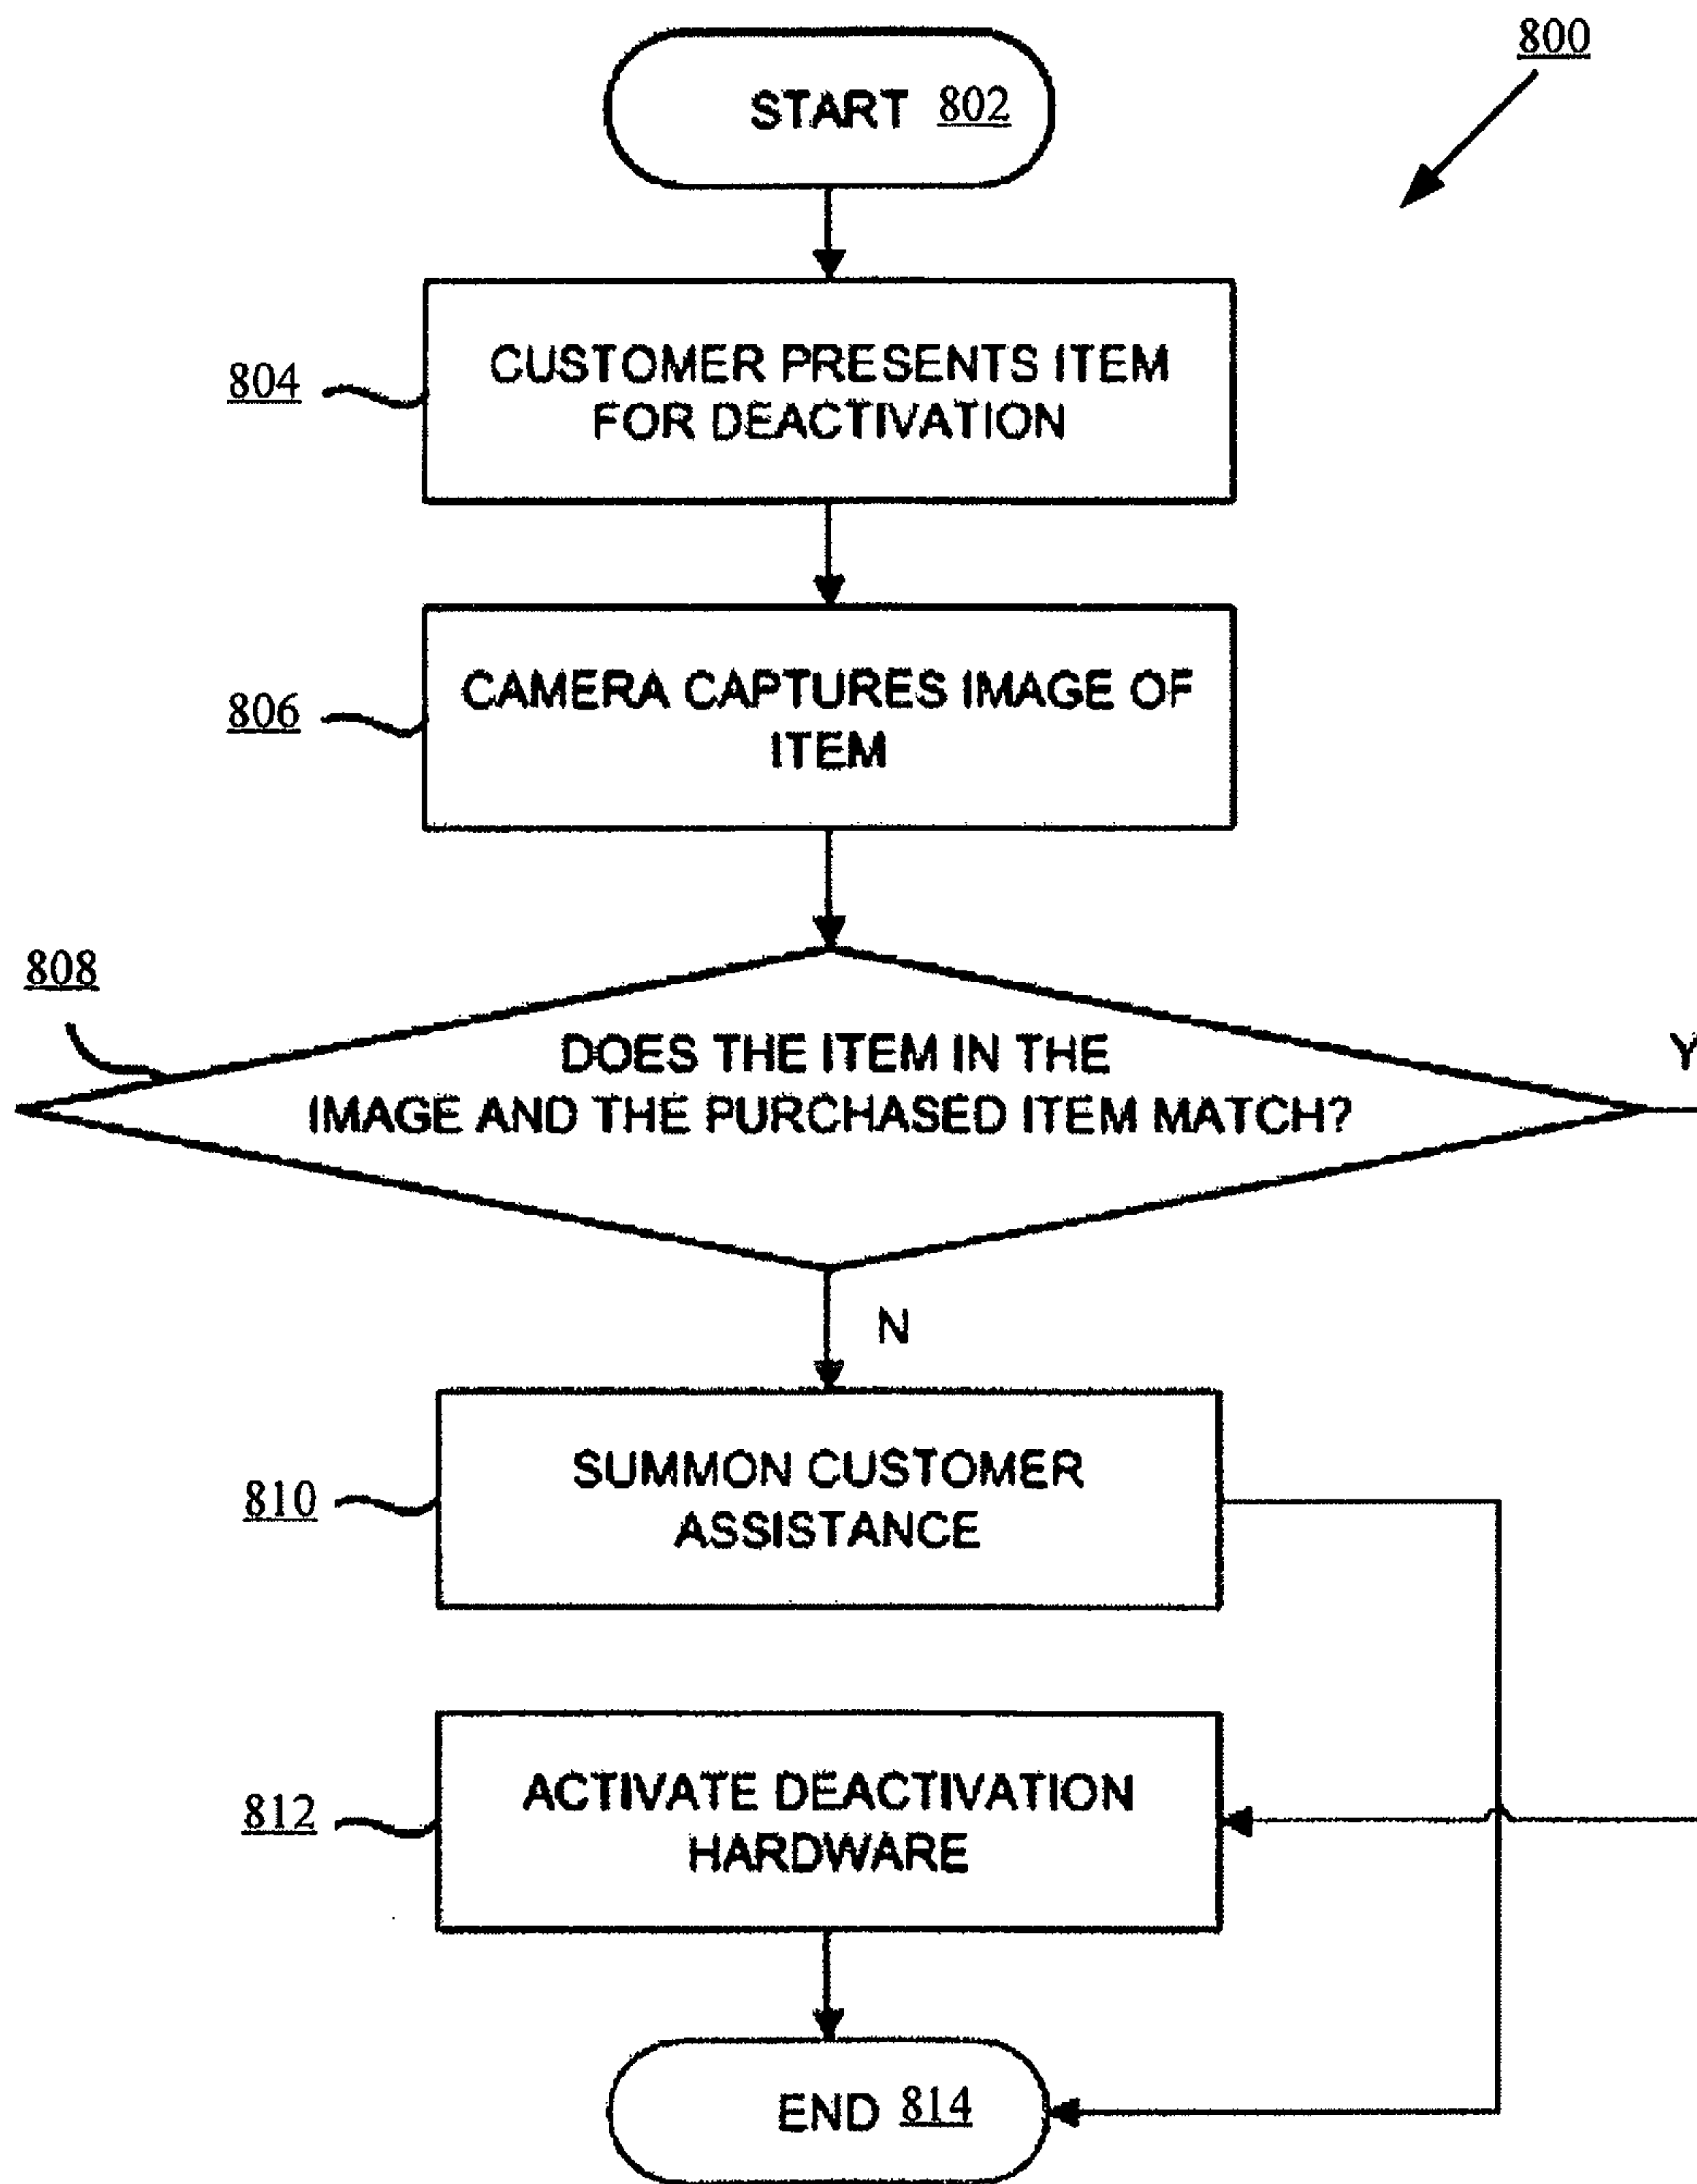 800
START 802
804
CUSTOMER PRESENTS ITEM
FOR DEACTIVATION
806
CAMERA CAPTURES IMAGE OF
ITEM
808
DOES THE ITEM IN THE
IMAGE AND THE PURCHASED ITEM MATCH?
Y
N
810
SUMMON CUSTOMER
ASSISTANCE
812
ACTIVATE DEACTIVATION
HARDWARE
END 814